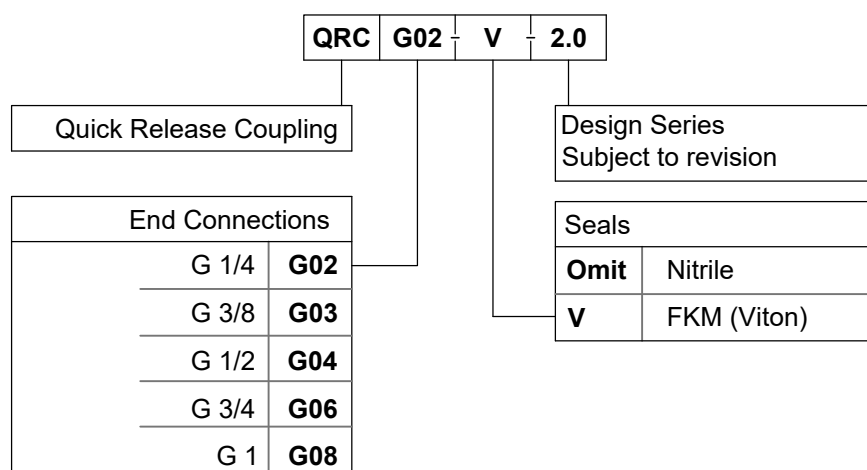 QRC G02 - V - 2.0
Quick Release Coupling
Design Series
Subject to revision
End Connections
G 1/4 G02
G 3/8 G03
G 1/2 G04
G 3/4 G06
G 1 G08
Seals
Omit Nitrile
V FKM (Viton)